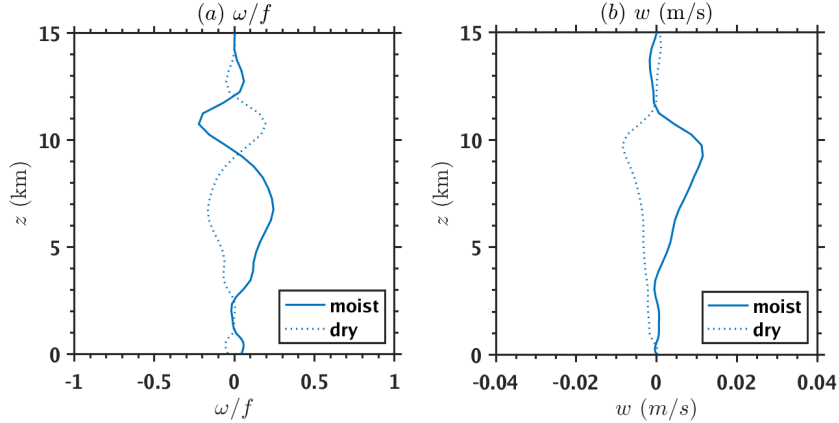 (a) ω/f
15
10
5
0
z (km)
moist
dry
-1 -0.5 0 0.5 1
ω/f
(b) w (m/s)
15
10
5
0
z (km)
moist
dry
-0.04 -0.02 0 0.02 0.04
w (m/s)